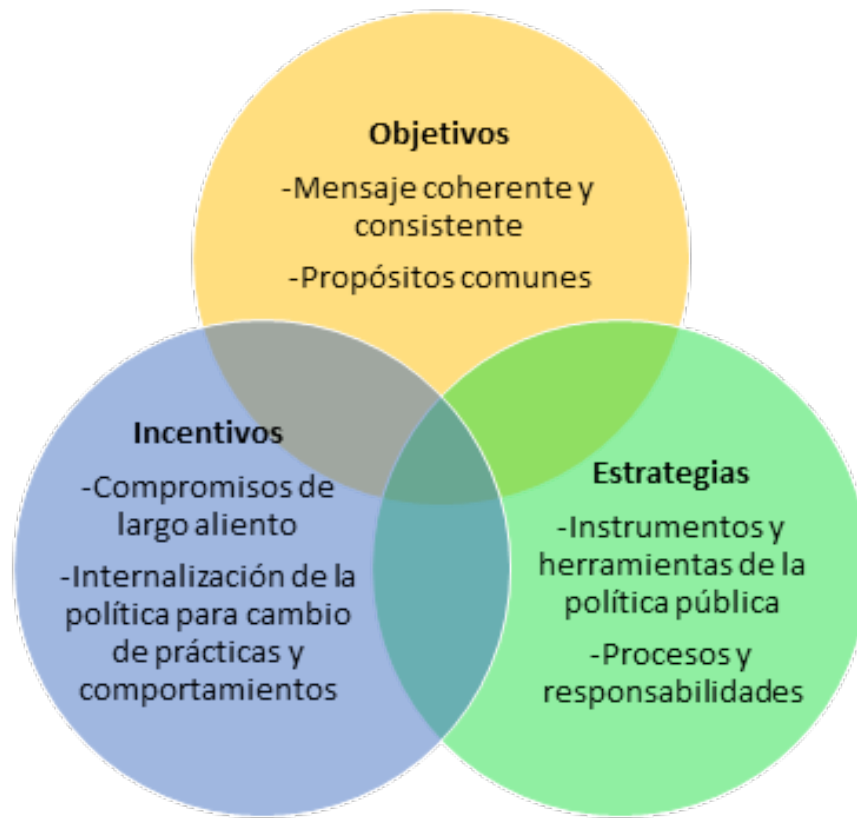 Objetivos
-Mensaje coherente y
consistente
-Propósitos comunes
Incentivos
-Compromisos de
largo aliento
-Internalización de la
política para cambio
de prácticas y
comportamientos
Estrategias
-Instrumentos y
herramientas de la
política pública
-Procesos y
responsabilidades